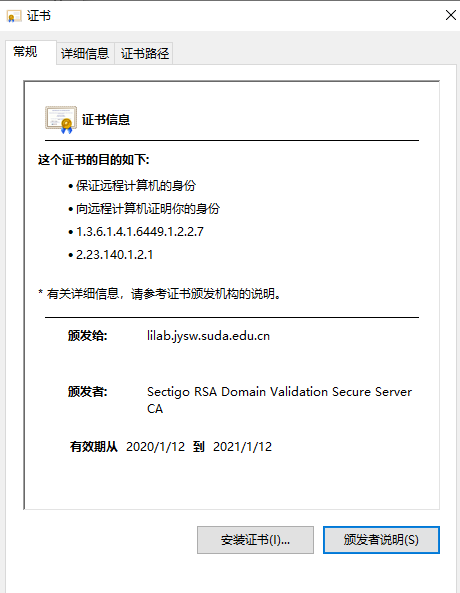 证书
常规 详细信息 证书路径
证书信息
这个证书的目的如下:
• 保证远程计算机的身份
• 向远程计算机证明你的身份
• 1.3.6.1.4.1.6449.1.2.2.7
• 2.23.140.1.2.1
* 有关详细信息，请参考证书颁发机构的说明。
颁发给: lilab.jysw.suda.edu.cn
颁发者: Sectigo RSA Domain Validation Secure Server
CA
有效期从 2020/1/12 到 2021/1/12
安装证书(I)... 颁发者说明(S)